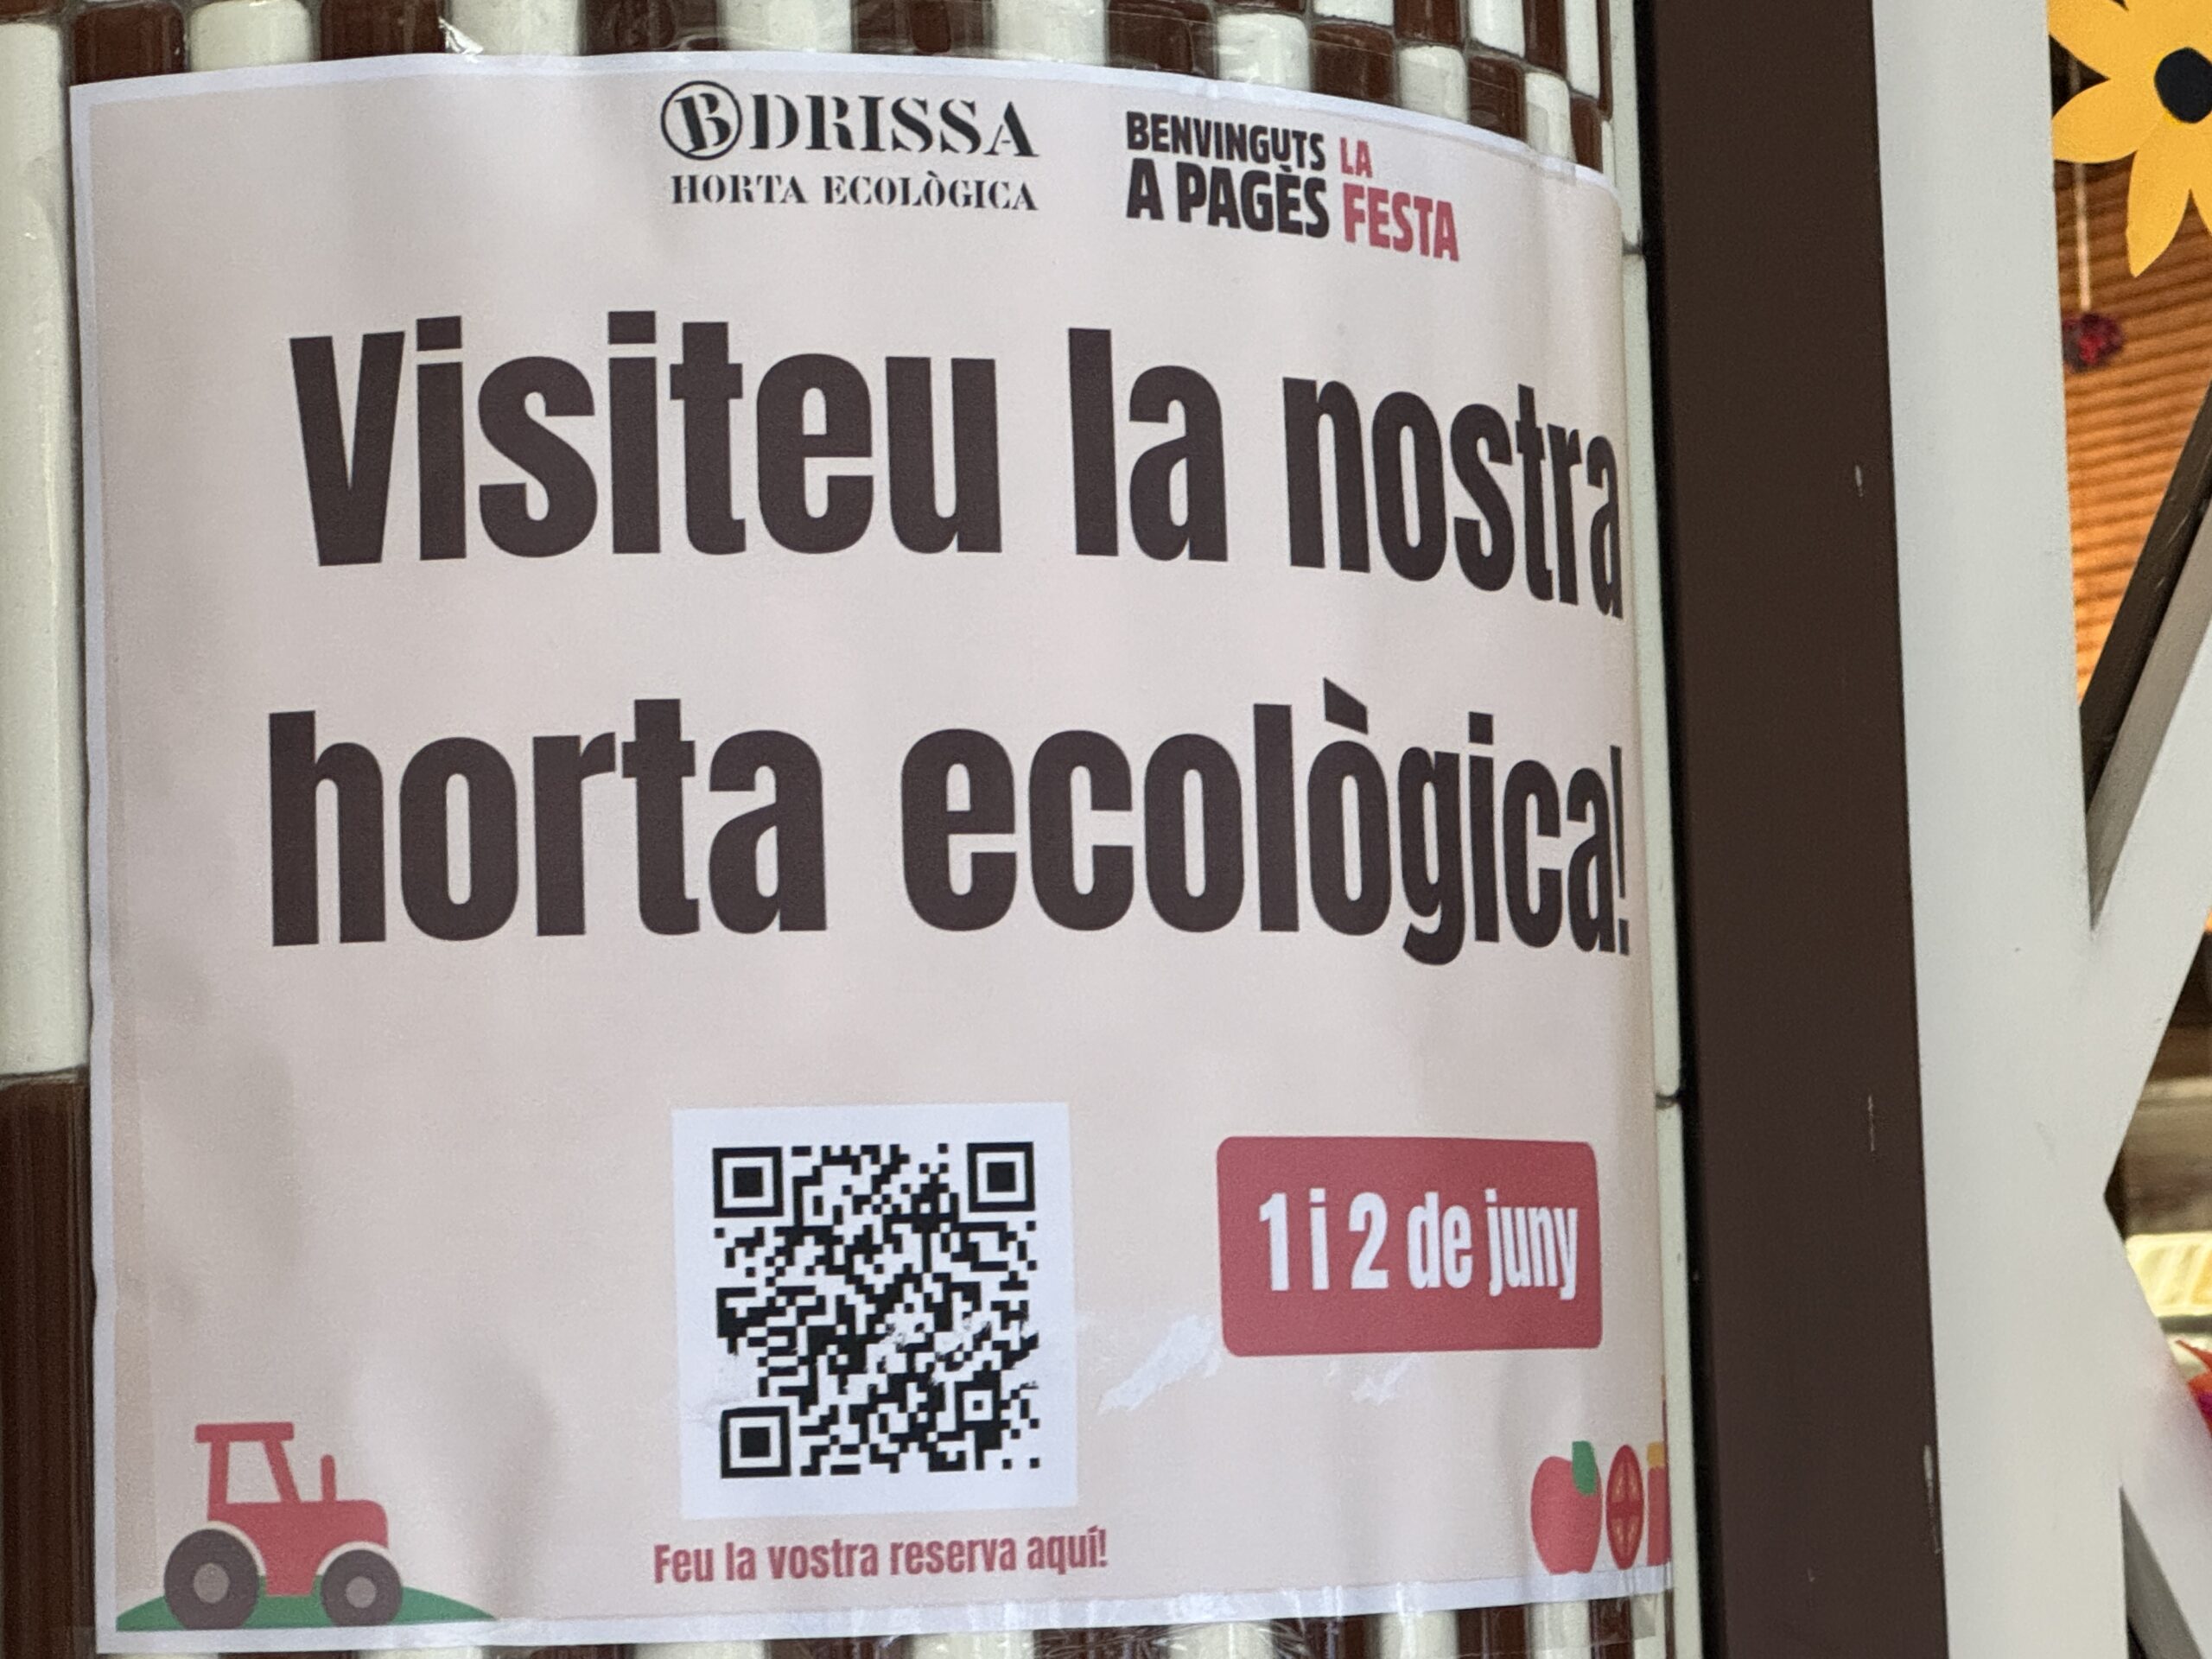 BDRISSA
HORTA ECOLÒGICA
BENVINGUTS
A PAGÈS
LA
FESTA
Visiteu la nostra
horta ecològica!
1 i 2 de juny
Feu la vostra reserva aquí!